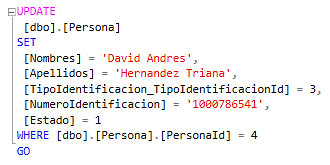 UPDATE
[dbo].[Persona]
SET
[Nombres] = 'David Andres',
[Apellidos] = 'Hernandez Triana',
[TipoIdentificacion_TipoIdentificacionId] = 3,
[NumeroIdentificacion] = '1000786541',
[Estado] = 1
WHERE [dbo].[Persona].[PersonaId] = 4
GO